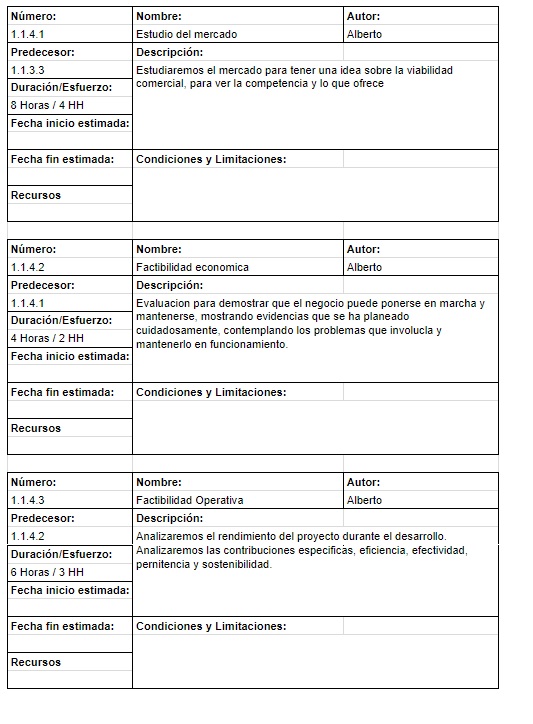 Número: Nombre: Autor:
1.1.4.1 Estudio del mercado Alberto
Predecesor: Descripción:
1.1.3.3 Estudiaremos el mercado para tener una idea sobre la viabilidad
comercial, para ver la competencia y lo que ofrece
Duración/Esfuerzo:
8 Horas / 4 HH
Fecha inicio estimada:
Fecha fin estimada: Condiciones y Limitaciones:
Recursos
Número: Nombre: Autor:
1.1.4.2 Factibilidad economica Alberto
Predecesor: Descripción:
1.1.4.1 Evaluacion para demostrar que el negocio puede ponerse en marcha y
mantenerse, mostrando evidencias que se ha planeado
Duración/Esfuerzo: cuidadosamente, contemplando los problemas que involucla y
4 Horas / 2 HH mantenerlo en funcionamiento.
Fecha inicio estimada:
Fecha fin estimada: Condiciones y Limitaciones:
Recursos
Número: Nombre: Autor:
1.1.4.3 Factibilidad Operativa Alberto
Predecesor: Descripción:
1.1.4.2 Analizaremos el rendimiento del proyecto durante el desarrollo.
Duración/Esfuerzo: Analizaremos las contribuciones especificas, eficiencia, efectividad,
6 Horas / 3 HH pernitencia y sostenibilidad.
Fecha inicio estimada:
Fecha fin estimada: Condiciones y Limitaciones:
Recursos